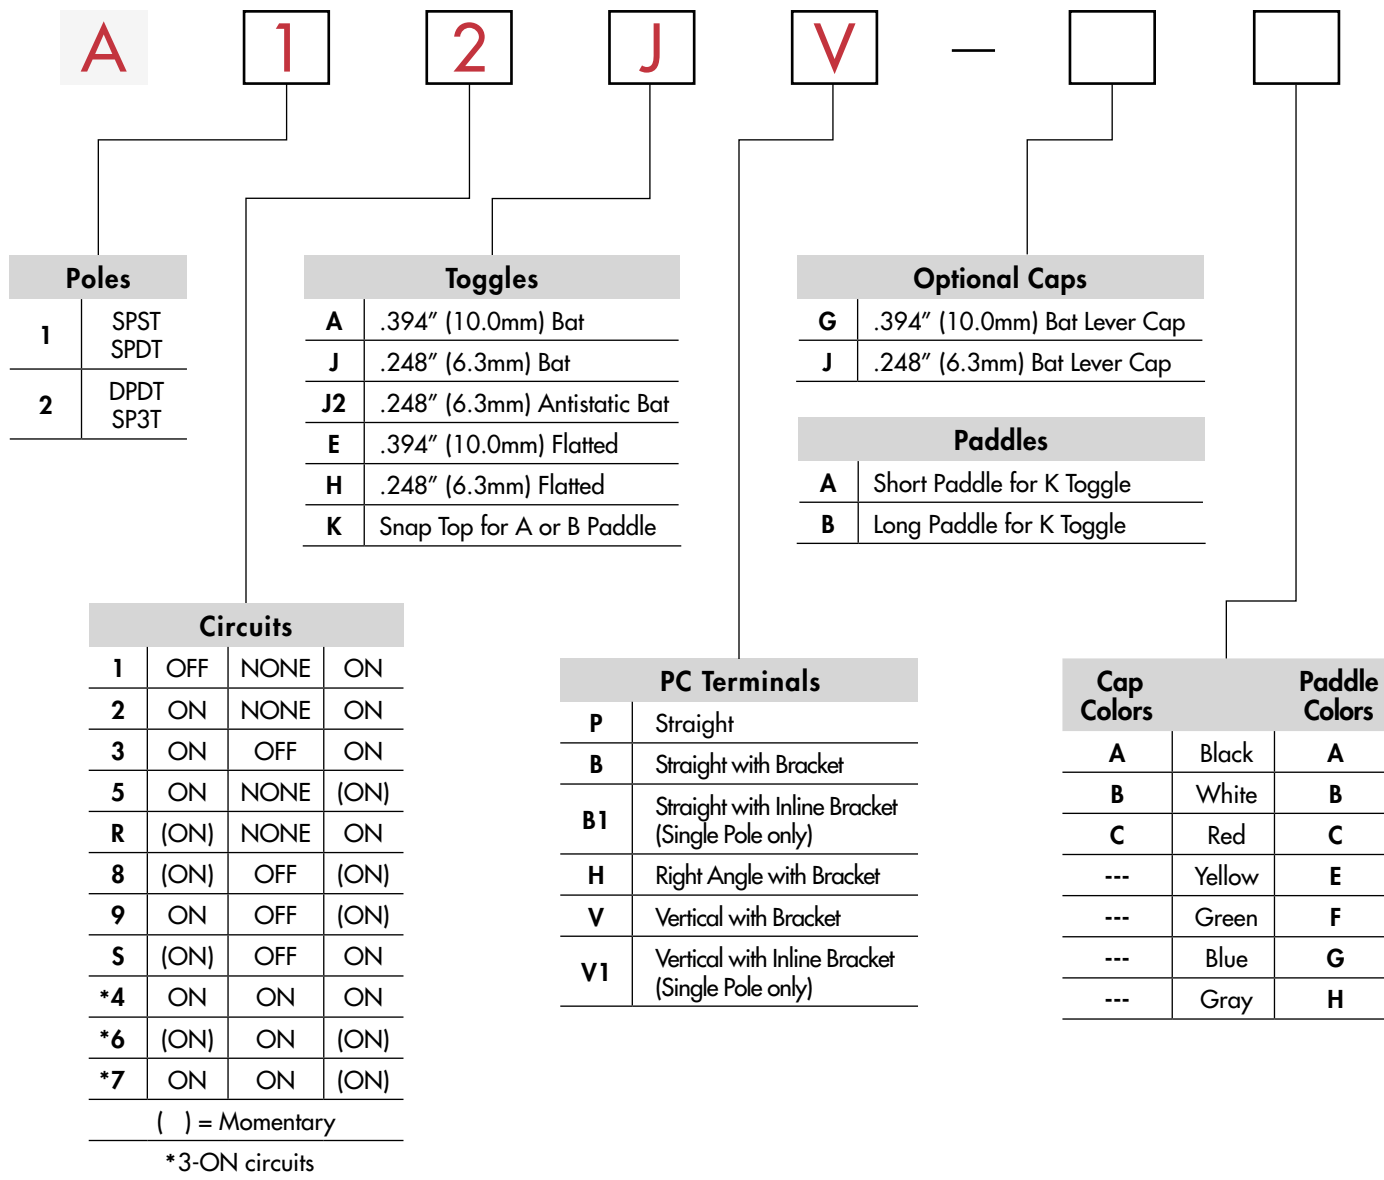 A 1 2 J V —
Poles
1 SPST
SPDT
2 DPDT
SP3T
Toggles
A .394″ (10.0mm) Bat
J .248″ (6.3mm) Bat
J2 .248″ (6.3mm) Antistatic Bat
E .394″ (10.0mm) Flatted
H .248″ (6.3mm) Flatted
K Snap Top for A or B Paddle
Optional Caps
G .394″ (10.0mm) Bat Lever Cap
J .248″ (6.3mm) Bat Lever Cap
Paddles
A Short Paddle for K Toggle
B Long Paddle for K Toggle
Circuits
1 OFF NONE ON
2 ON NONE ON
3 ON OFF ON
5 ON NONE (ON)
R (ON) NONE ON
8 (ON) OFF (ON)
9 ON OFF (ON)
S (ON) OFF ON
*4 ON ON ON
*6 (ON) ON (ON)
*7 ON ON (ON)
( ) = Momentary
*3-ON circuits
PC Terminals
P Straight
B Straight with Bracket
B1 Straight with Inline Bracket
(Single Pole only)
H Right Angle with Bracket
V Vertical with Bracket
V1 Vertical with Inline Bracket
(Single Pole only)
Cap Paddle
Colors Colors
A Black A
B White B
C Red C
--- Yellow E
--- Green F
--- Blue G
--- Gray H